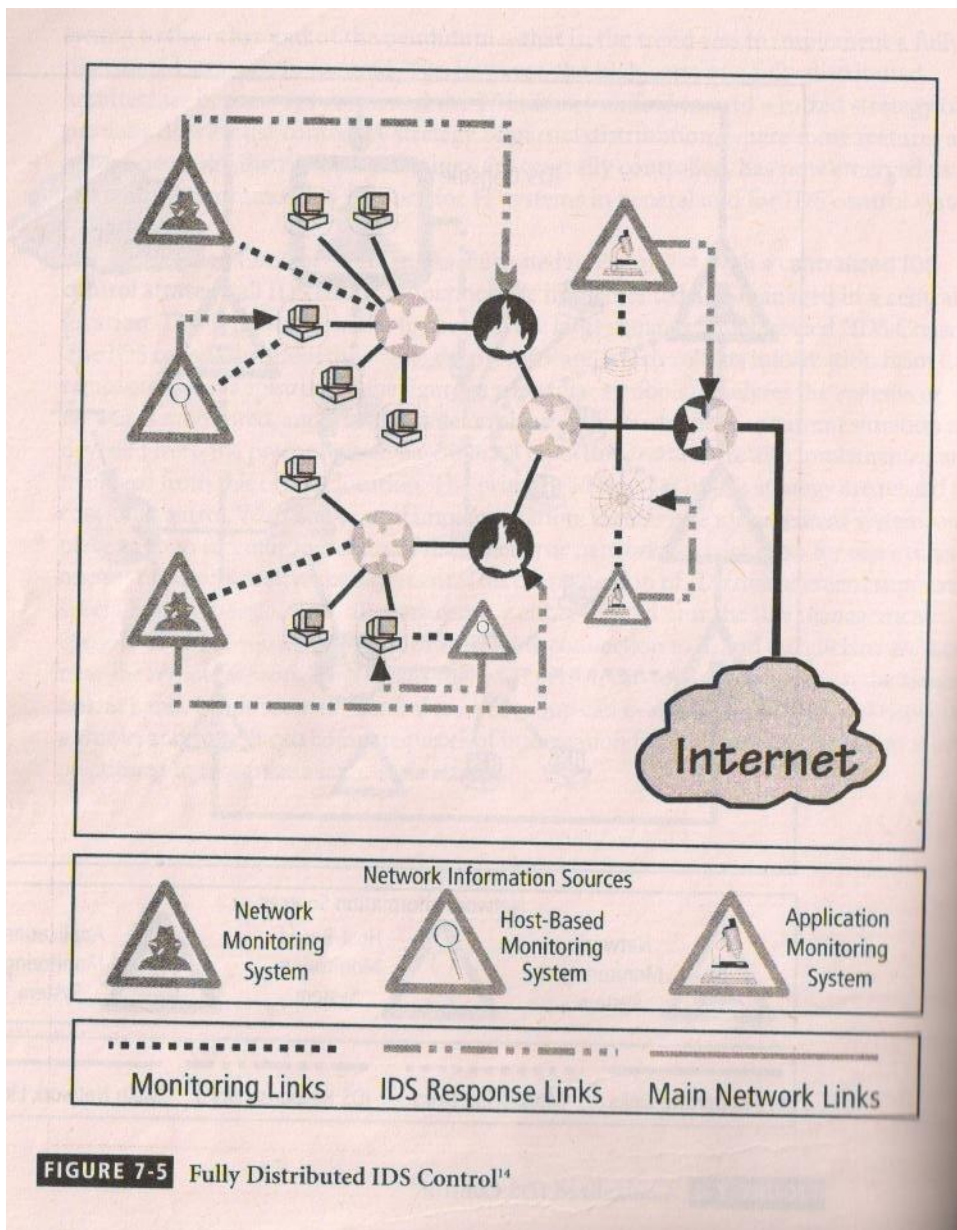 Internet
Network Information Sources
Network
Monitoring
System
Host-Based
Monitoring
System
Application
Monitoring
System
Monitoring Links
IDS Response Links
Main Network Links
FIGURE 7-5 Fully Distributed IDS Control¹⁴